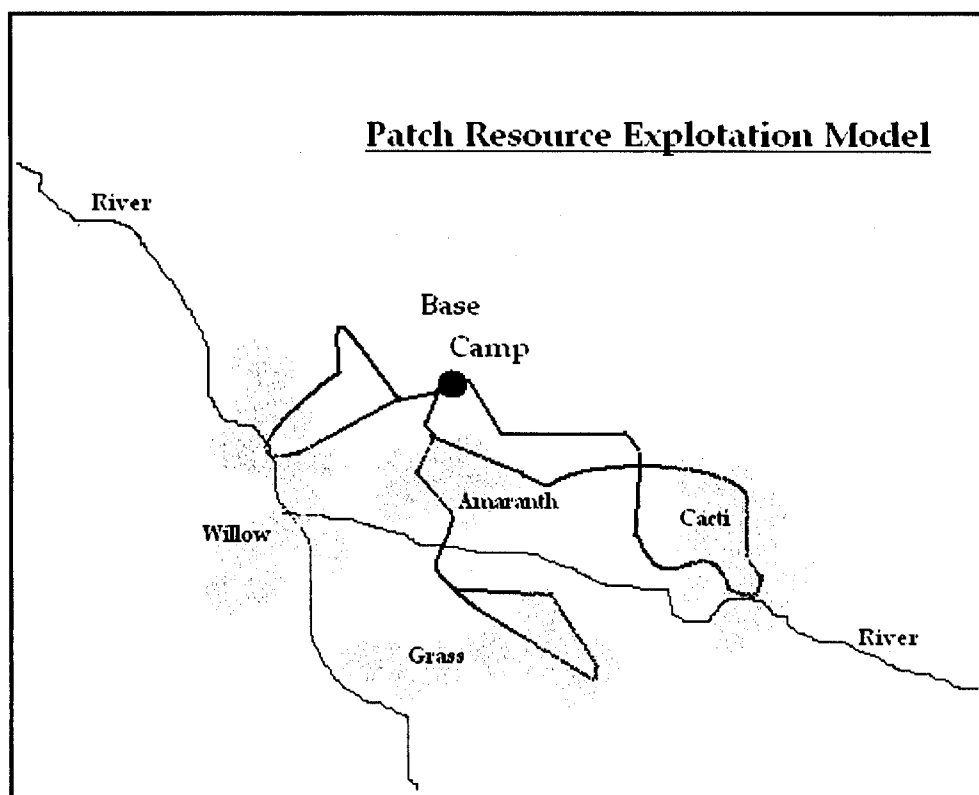 Patch Resource Explotation Model
River
Base
Camp
Amaranth
Cacti
Willow
River
Grass